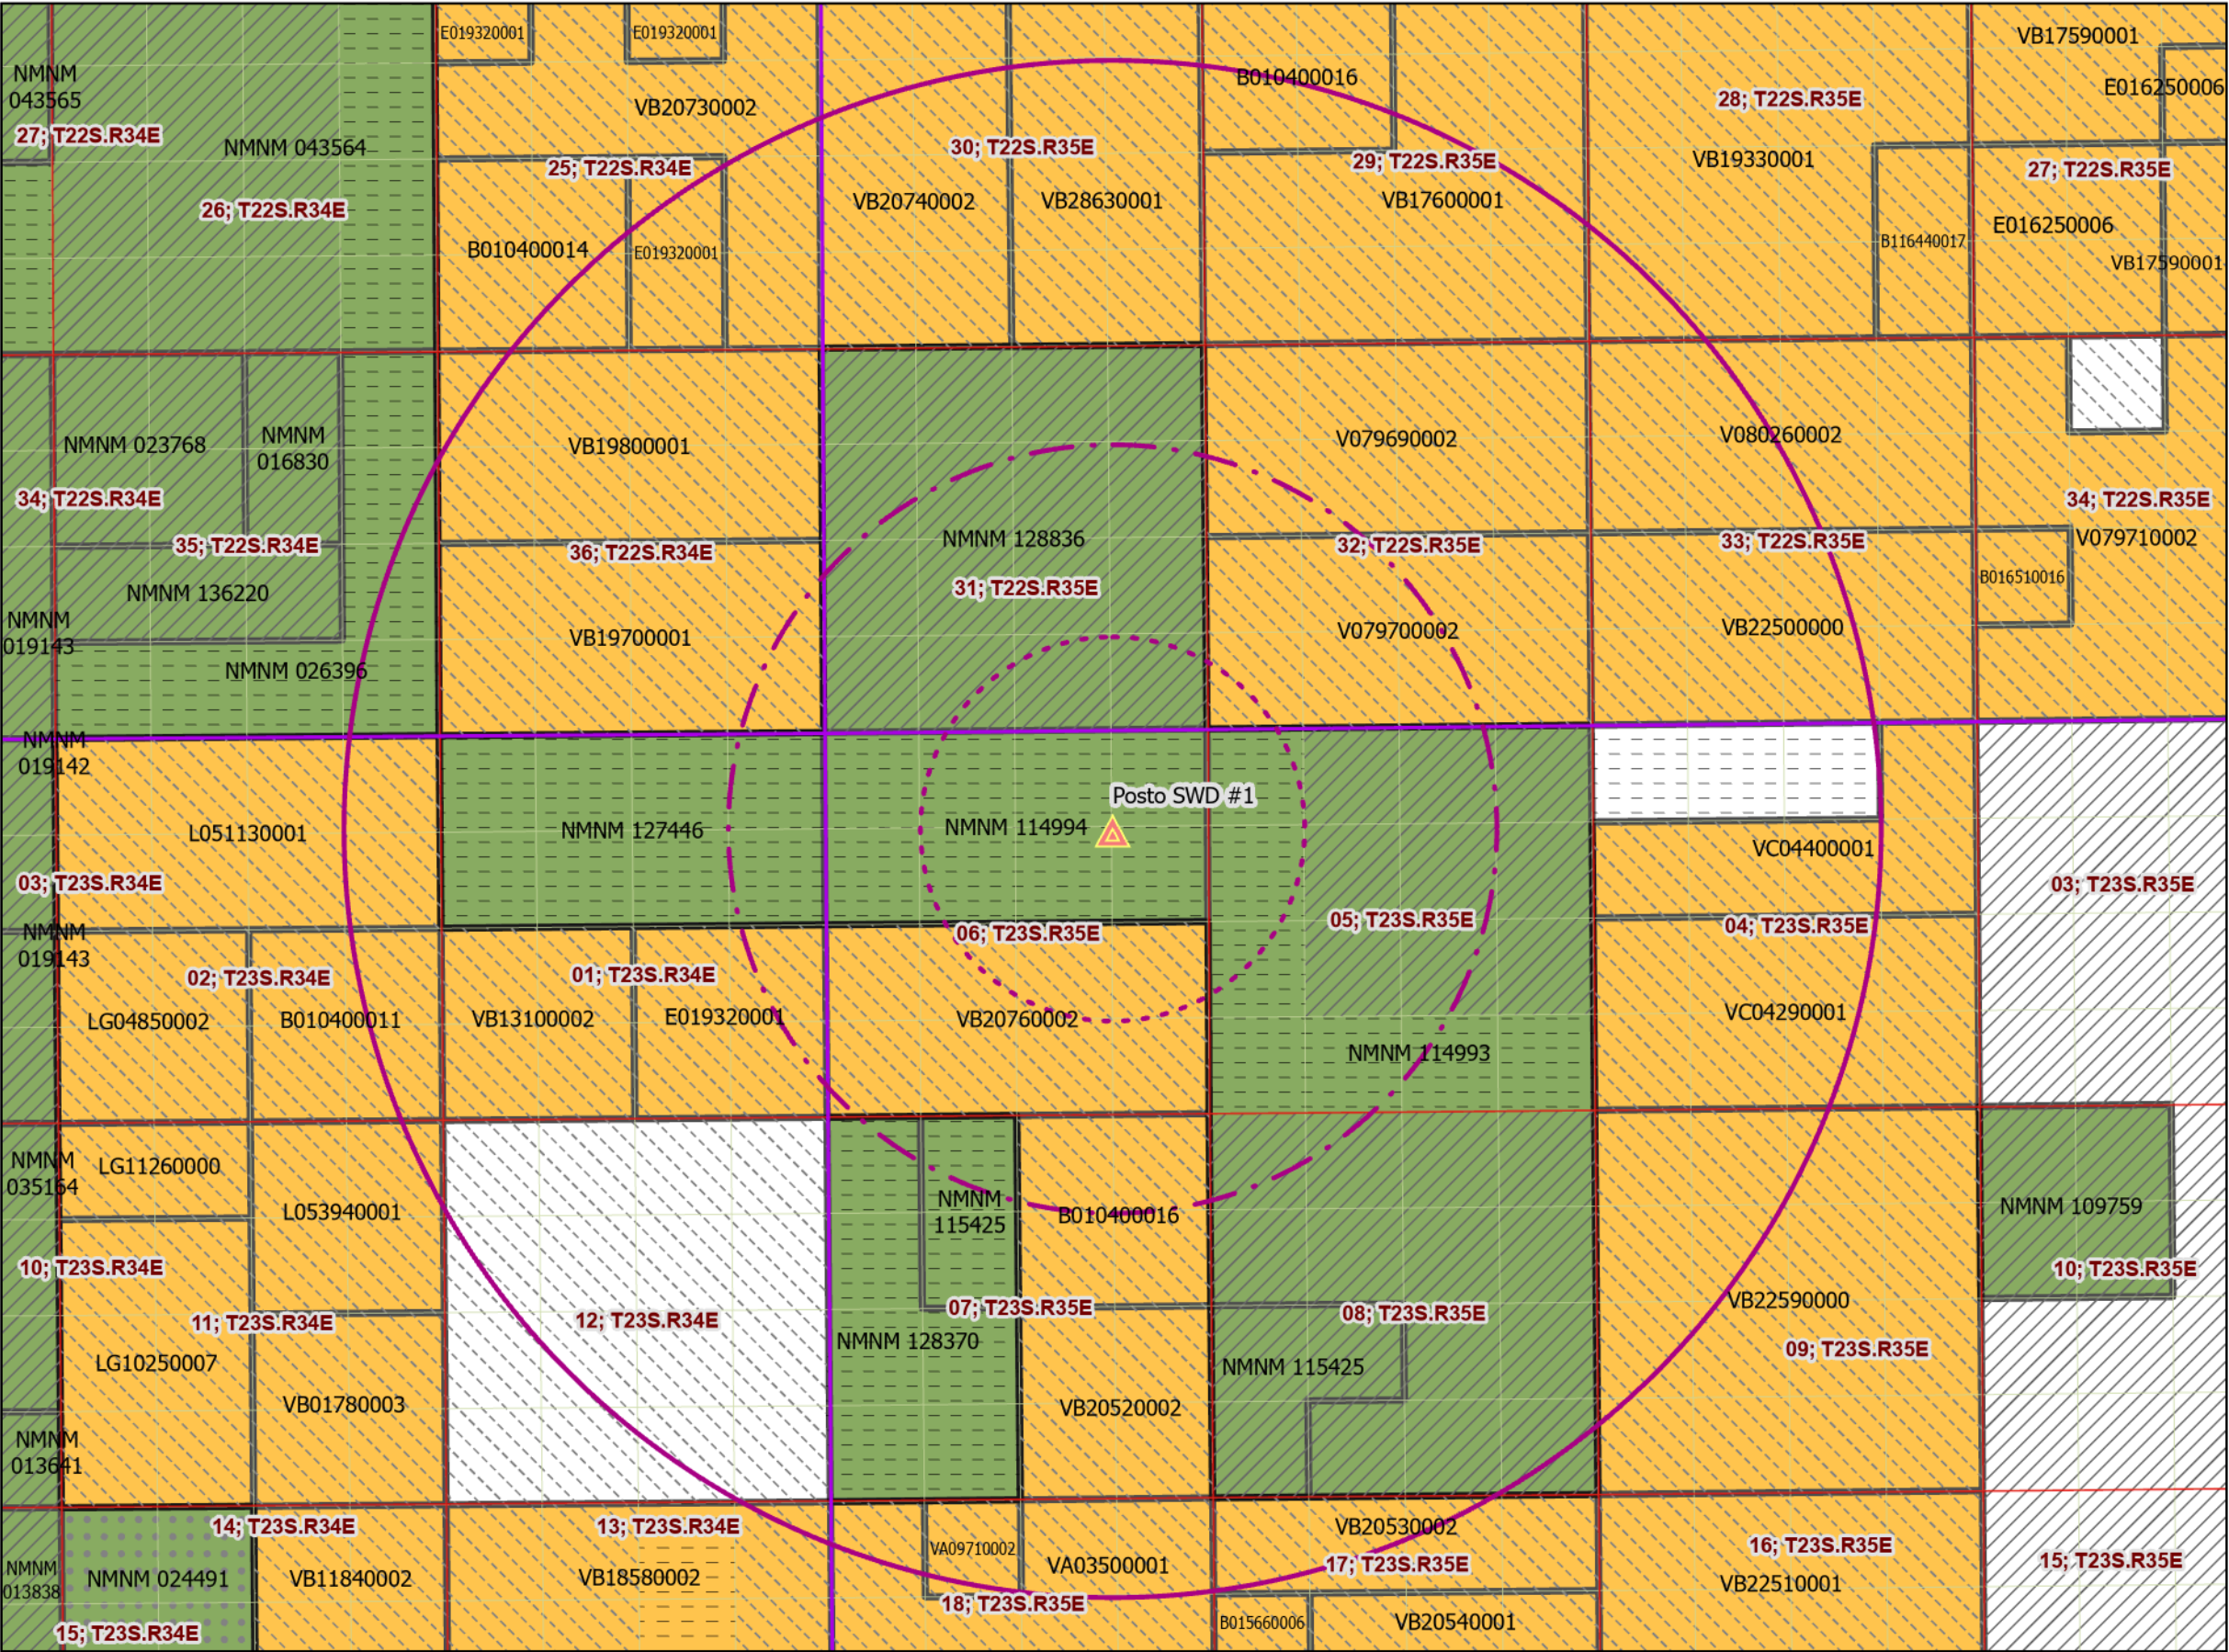 E019320001
E019320001
VB17590001
NMNM
043565
B010400016
E016250006
28; T22S.R35E
VB20730002
27; T22S.R34E
NMNM 043564
30; T22S.R35E
29; T22S.R35E
VB19330001
25; T22S.R34E
27; T22S.R35E
26; T22S.R34E
VB20740002
VB28630001
VB17600001
B010400014
E019320001
B116440017
E016250006
VB17590001
NMNM 023768
NMNM
016830
VB19800001
V079690002
V080260002
34; T22S.R34E
34; T22S.R35E
35; T22S.R34E
36; T22S.R34E
NMNM 128836
32; T22S.R35E
33; T22S.R35E
V079710002
NMNM 136220
31; T22S.R35E
B016510016
NMNM
019143
VB19700001
V079700002
VB22500000
NMNM 026396
NMNM
019142
Posto SWD #1
L051130001
NMNM 127446
NMNM 114994
VC04400001
03; T23S.R34E
03; T23S.R35E
NMNM
019143
06; T23S.R35E
05; T23S.R35E
04; T23S.R35E
02; T23S.R34E
01; T23S.R34E
LG04850002
B010400011
VB13100002
E019320001
VB20760002
VC04290001
NMNM 114993
NMNM
035164
LG11260000
L053940001
NMNM
115425
B010400016
NMNM 109759
10; T23S.R34E
10; T23S.R35E
11; T23S.R34E
12; T23S.R34E
07; T23S.R35E
08; T23S.R35E
VB22590000
LG10250007
NMNM 128370
NMNM 115425
09; T23S.R35E
VB01780003
VB20520002
NMNM
013641
14; T23S.R34E
13; T23S.R34E
VB20530002
16; T23S.R35E
NMNM
013838
NMNM 024491
VB11840002
VB18580002
VA09710002
VA03500001
17; T23S.R35E
VB22510001
15; T23S.R35E
18; T23S.R35E
B015660006
VB20540001
15; T23S.R34E